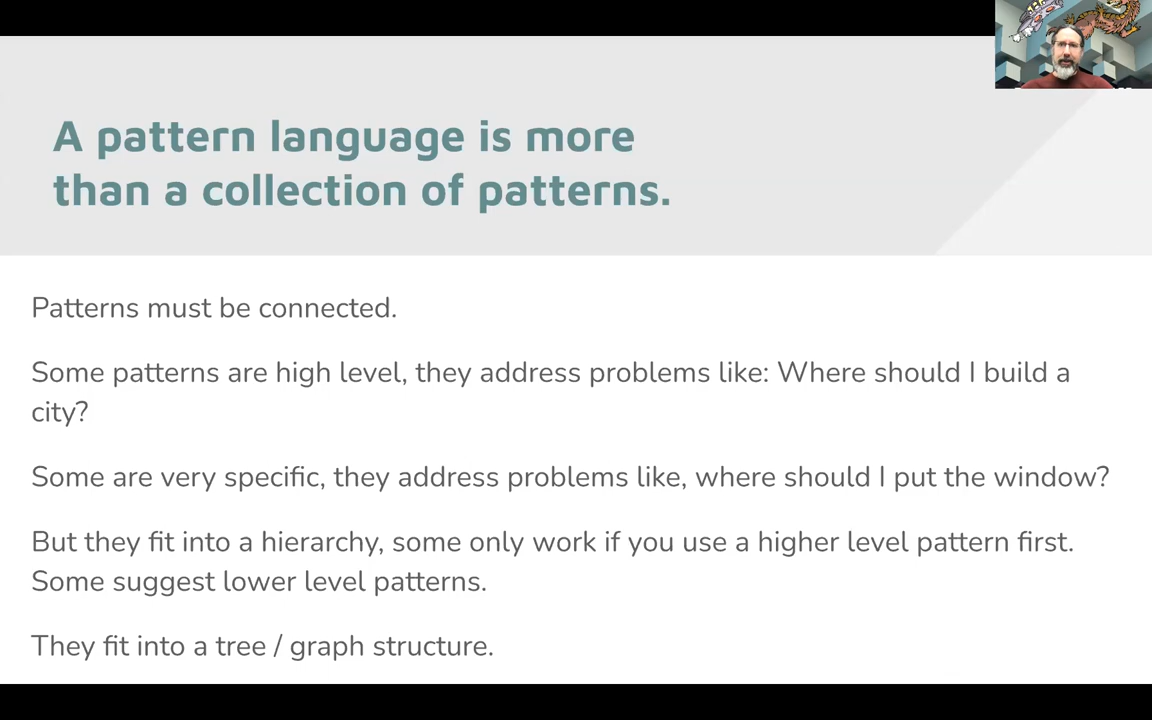 A pattern language is more
than a collection of patterns.
Patterns must be connected.
Some patterns are high level, they address problems like: Where should I build a
city?
Some are very specific, they address problems like, where should I put the window?
But they fit into a hierarchy, some only work if you use a higher level pattern first.
Some suggest lower level patterns.
They fit into a tree / graph structure.